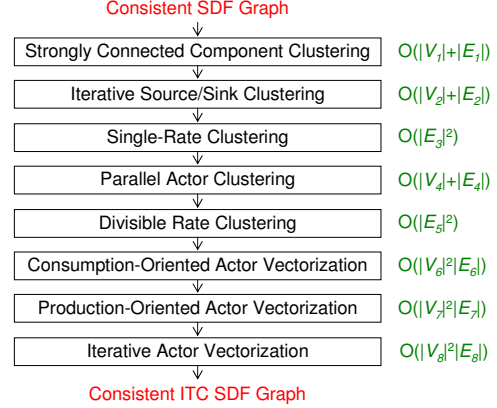 Consistent SDF Graph
Strongly Connected Component Clustering O(|V₁|+|E₁|)
Iterative Source/Sink Clustering O(|V₂|+|E₂|)
Single-Rate Clustering O(|E₃|²)
Parallel Actor Clustering O(|V₄|+|E₄|)
Divisible Rate Clustering O(|E₅|²)
Consumption-Oriented Actor Vectorization O(|V₆|²|E₆|)
Production-Oriented Actor Vectorization O(|V₇|²|E₇|)
Iterative Actor Vectorization O(|V₈|²|E₈|)
Consistent ITC SDF Graph